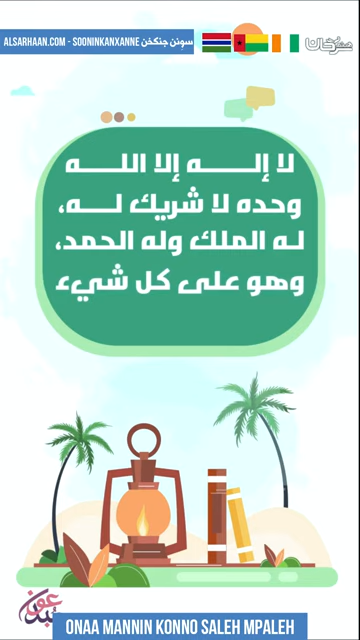 ALSARHAAN.COM - SOONINKANXANNE سونن جنكخن
لا إله إلا الله
وحده لا شريك له،
له الملك وله الحمد،
وهو على كل شيء
ONAA MANNIN KONNO SALEH MPALEH